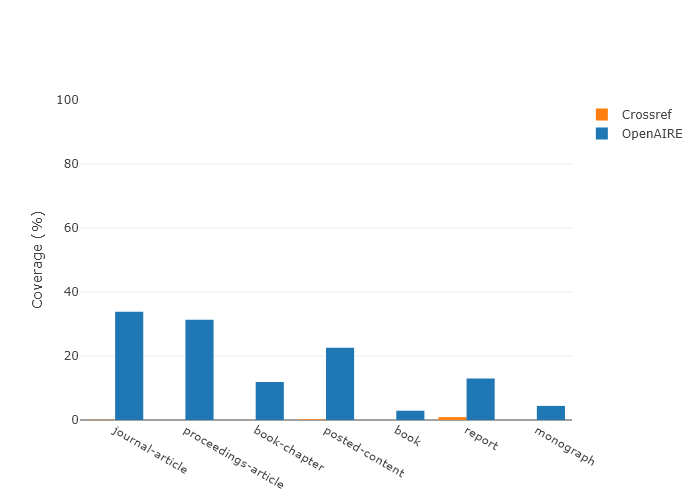 100
80
60
40
20
0
Coverage (%)
journal-article
proceedings-article
book-chapter
posted-content
book
report
monograph
Crossref
OpenAIRE